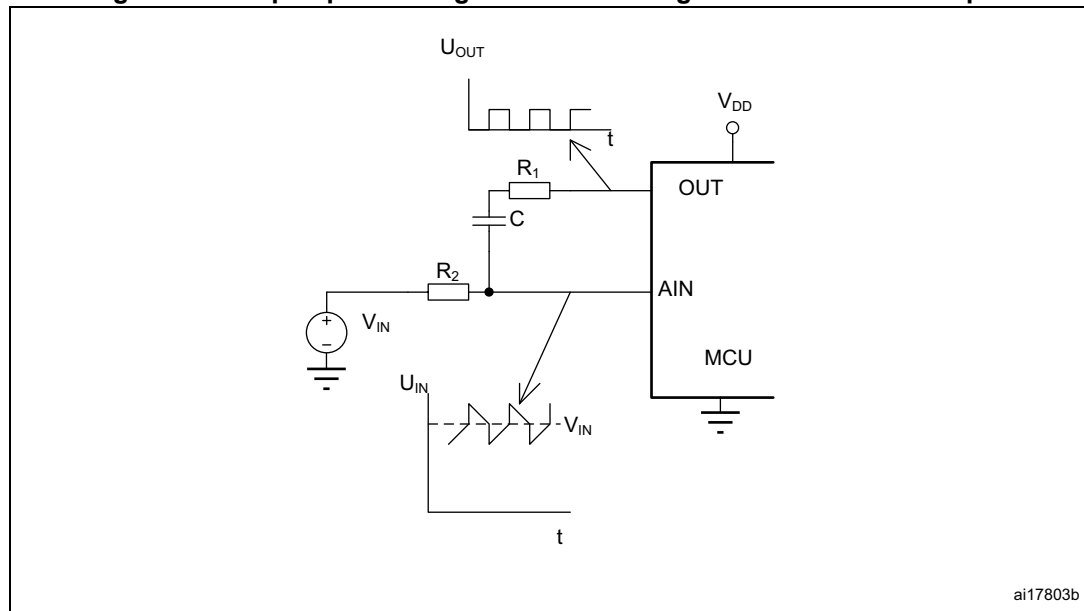 U_OUT
V_DD
t
R_1
OUT
C
R_2
AIN
+
−
V_IN
MCU
U_IN
V_IN
t
ai17803b